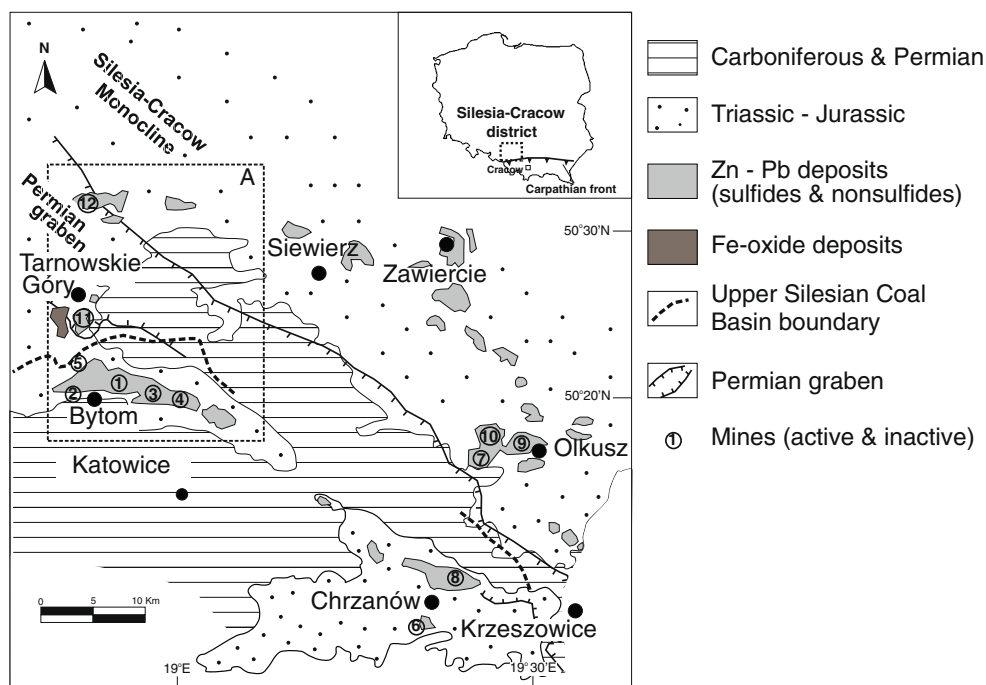 N
Silesia-Cracow
Monocline
Silesia-Cracow
district
Cracow
Carpathian front
A
12
Permian
graben
50°30'N
Siewierz
Zawiercie
Tarnowskie
Góry
11
5
1
2
3
4
Bytom
50°20'N
10
9
7
Olkusz
Katowice
8
Chrzanów
6
Krzeszowice
0 5 10 Km
19°E
19°30'E
Carboniferous & Permian
Triassic - Jurassic
Zn - Pb deposits
(sulfides & nonsulfides)
Fe-oxide deposits
Upper Silesian Coal
Basin boundary
Permian graben
1
Mines (active & inactive)